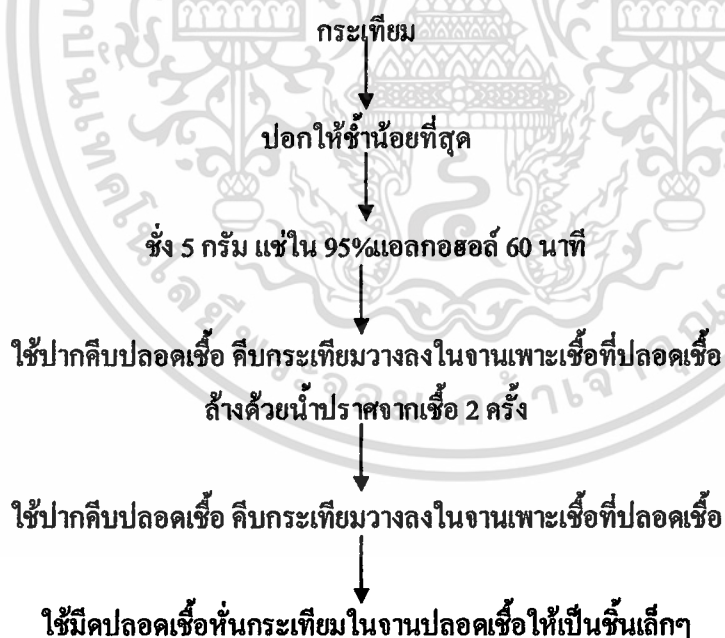 กระเทียม
ปอกให้ช้ำน้อยที่สุด
ชั่ง 5 กรัม แช่ใน 95%แอลกอฮอล์ 60 นาที
ใช้ปากคีบปลอดเชื้อ คีบกระเทียมวางลงในจานเพาะเชื้อที่ปลอดเชื้อ
ล้างด้วยน้ำปราศจากเชื้อ 2 ครั้ง
ใช้ปากคีบปลอดเชื้อ คีบกระเทียมวางลงในจานเพาะเชื้อที่ปลอดเชื้อ
ใช้มีดปลอดเชื้อหั่นกระเทียมในจานปลอดเชื้อให้เป็นชิ้นเล็กๆ